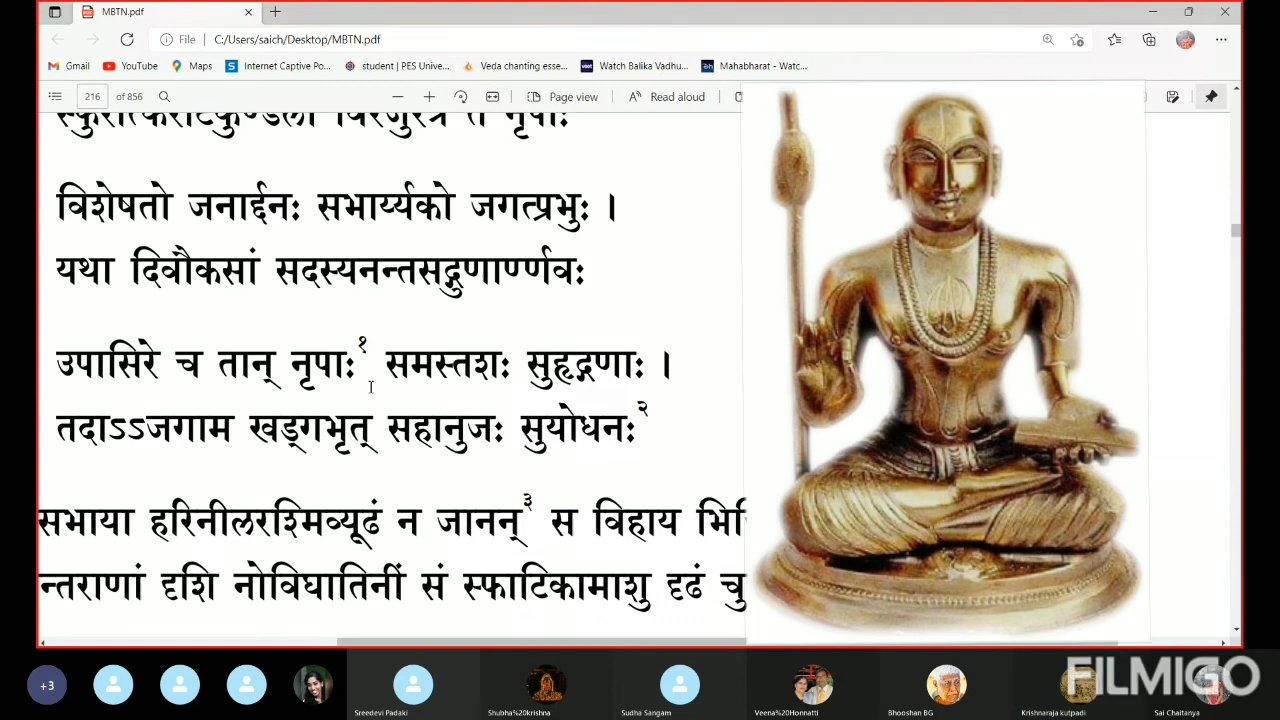 MBTN.pdf
File | C:/Users/saich/Desktop/MBTN.pdf
Gmail YouTube Maps Internet Captive Po... student | PES Unive... Veda chanting esse... Watch Balika Vadhu... Mahabharat - Watc...
216 of 856 Page view Read aloud
विशेषतो जनार्द्दनः सभार्य्यको जगत्प्रभुः ।
यथा दिवौकसां सदस्यनन्तसद्गुणार्ण्णवः
उपासिरे च तान् नृपाः१ समस्तशः सुहृद्गणाः ।
तदाऽऽजगाम खड्गभृत् सहानुजः सुयोधनः२
सभाया हरिनीलरश्मिव्यूढं न जानन्३ स विहाय
न्तराणां दृशि नोविघातिनीं सं स्फाटिकामाशु दृढं चु
+3 Sreedevi Padaki Shubha%20krishna Sudha Sangam Veena%20Honnatti Bhooshan BG Krishnaraja kutpadi Sai Chaitanya
FILMIGO